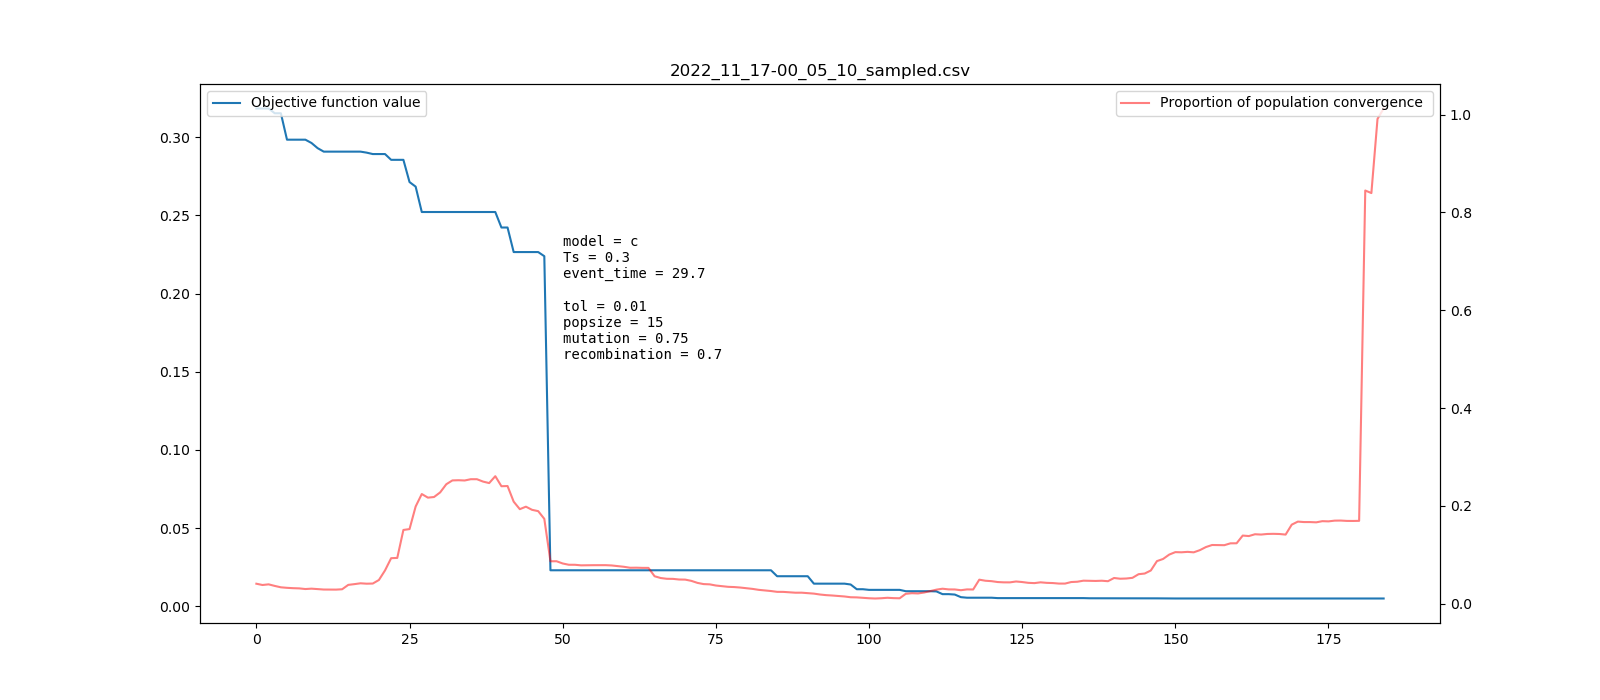 2022_11_17-00_05_10_sampled.csv
Objective function value
Proportion of population convergence
0.30
0.25
0.20
0.15
0.10
0.05
0.00
model = c
Ts = 0.3
event_time = 29.7
tol = 0.01
popsize = 15
mutation = 0.75
recombination = 0.7
1.0
0.8
0.6
0.4
0.2
0.0
0 25 50 75 100 125 150 175